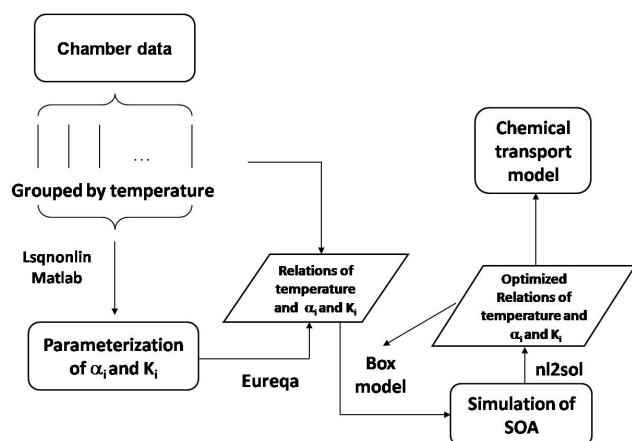 Chamber data
...
Grouped by temperature
Lsqnonlin
Matlab
Parameterization
of αi and Ki
Eureqa
Relations of
temperature
and αi and Ki
Box
model
Chemical
transport
model
Optimized
Relations of
temperature and
αi and Ki
nl2sol
Simulation of
SOA